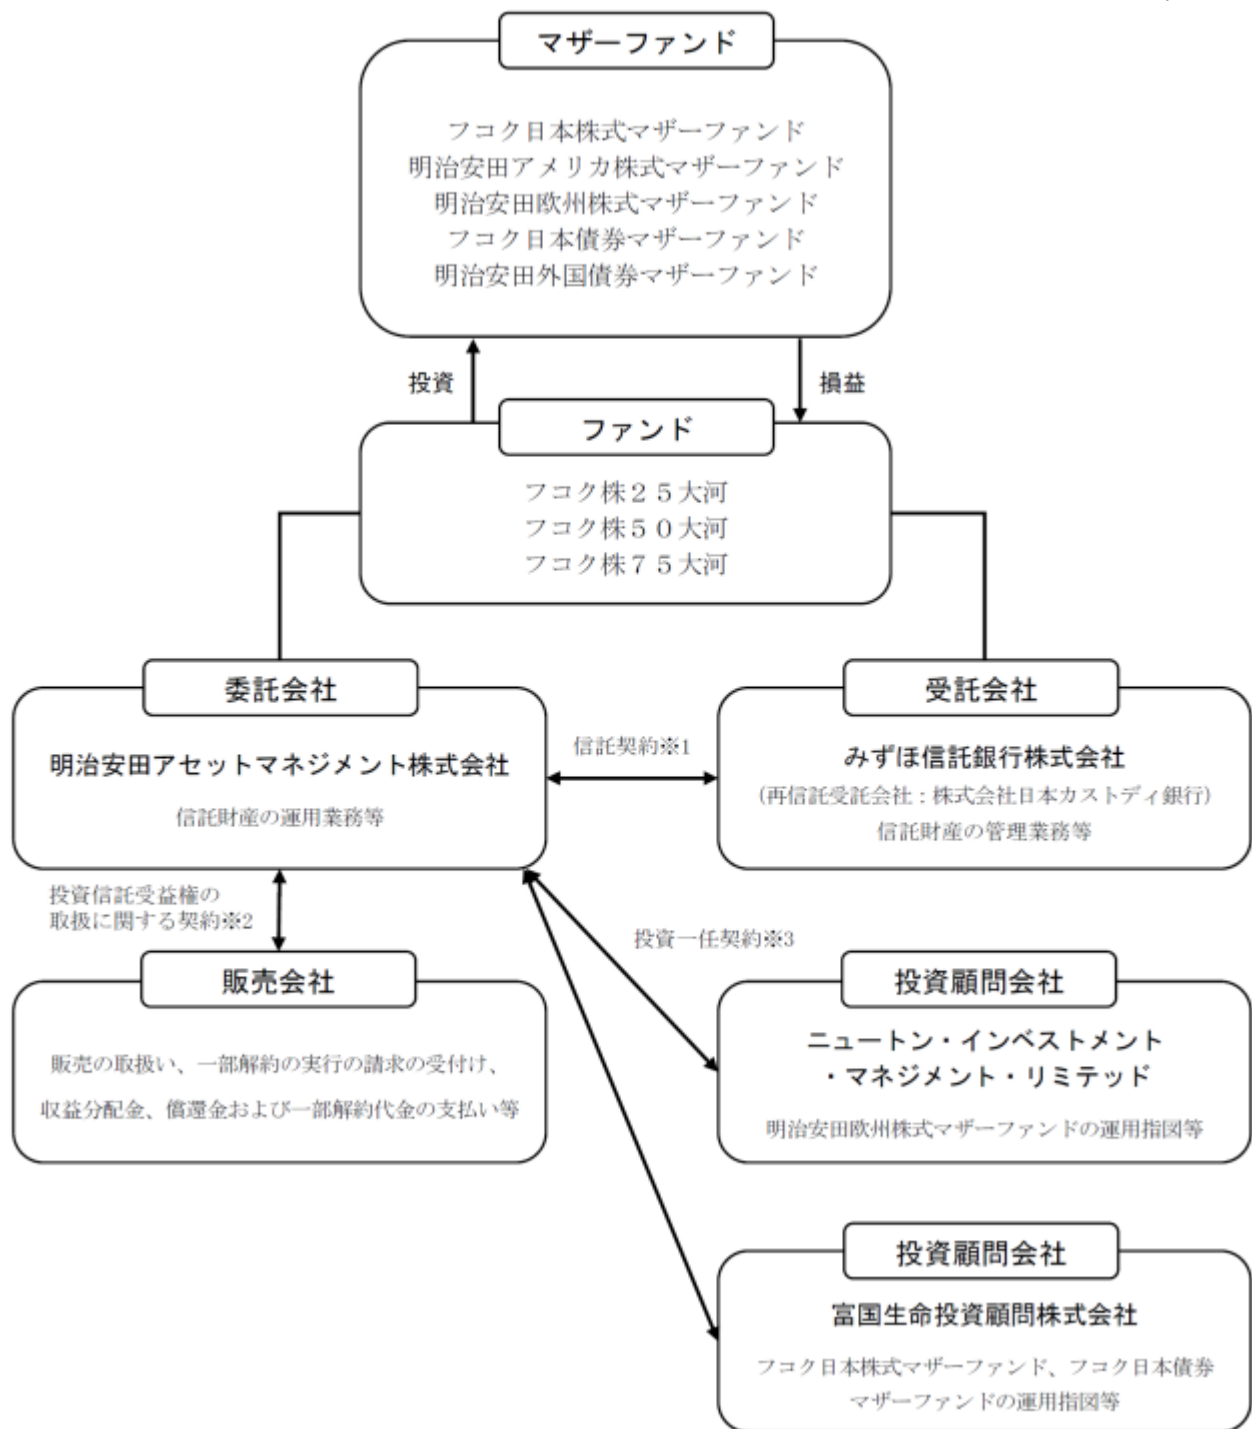 マザーファンド
フコク日本株式マザーファンド
明治安田アメリカ株式マザーファンド
明治安田欧州株式マザーファンド
フコク日本債券マザーファンド
明治安田外国債券マザーファンド
投資
損益
ファンド
フコク株２５大河
フコク株５０大河
フコク株７５大河
委託会社
明治安田アセットマネジメント株式会社
信託財産の運用業務等
信託契約※1
受託会社
みずほ信託銀行株式会社
(再信託受託会社：株式会社日本カストディ銀行)
信託財産の管理業務等
投資信託受益権の
取扱に関する契約※2
投資一任契約※3
販売会社
販売の取扱い、一部解約の実行の請求の受付け、
収益分配金、償還金および一部解約代金の支払い等
投資顧問会社
ニュートン・インベストメント
・マネジメント・リミテッド
明治安田欧州株式マザーファンドの運用指図等
投資顧問会社
富国生命投資顧問株式会社
フコク日本株式マザーファンド、フコク日本債券
マザーファンドの運用指図等